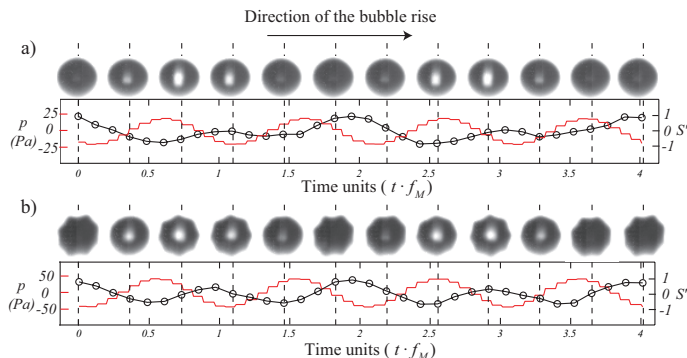 Direction of the bubble rise
a)
p
(Pa)
25
0
-25
1
0
-1
S'
0 0.5 1 1.5 2 2.5 3 3.5 4
Time units ( t · f_M )
b)
p
(Pa)
50
0
-50
1
0
-1
S'
0 0.5 1 1.5 2 2.5 3 3.5 4
Time units ( t · f_M )